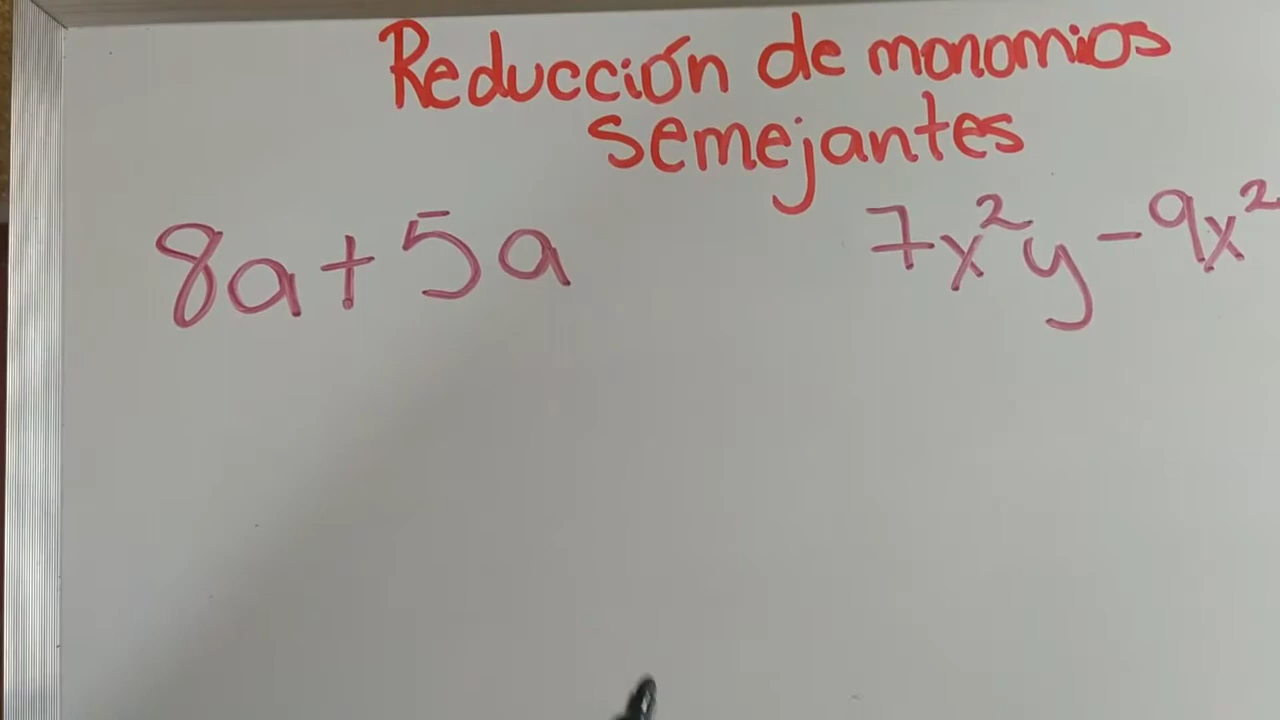 Reducción de monomios
semejantes
8a+5a
7x²y-9x²